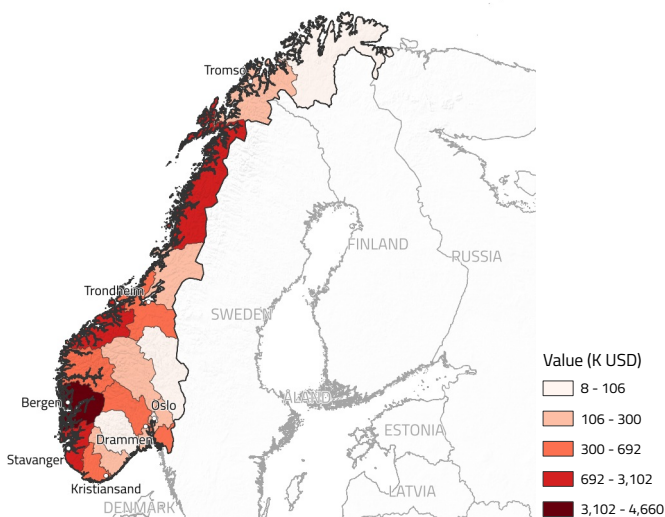 Tromsø
FINLAND
RUSSIA
Trondheim
SWEDEN
Bergen
Oslo
ÅLAND
Drammen
ESTONIA
Stavanger
Kristiansand
LATVIA
DENMARK
Value (K USD)
8 - 106
106 - 300
300 - 692
692 - 3,102
3,102 - 4,660